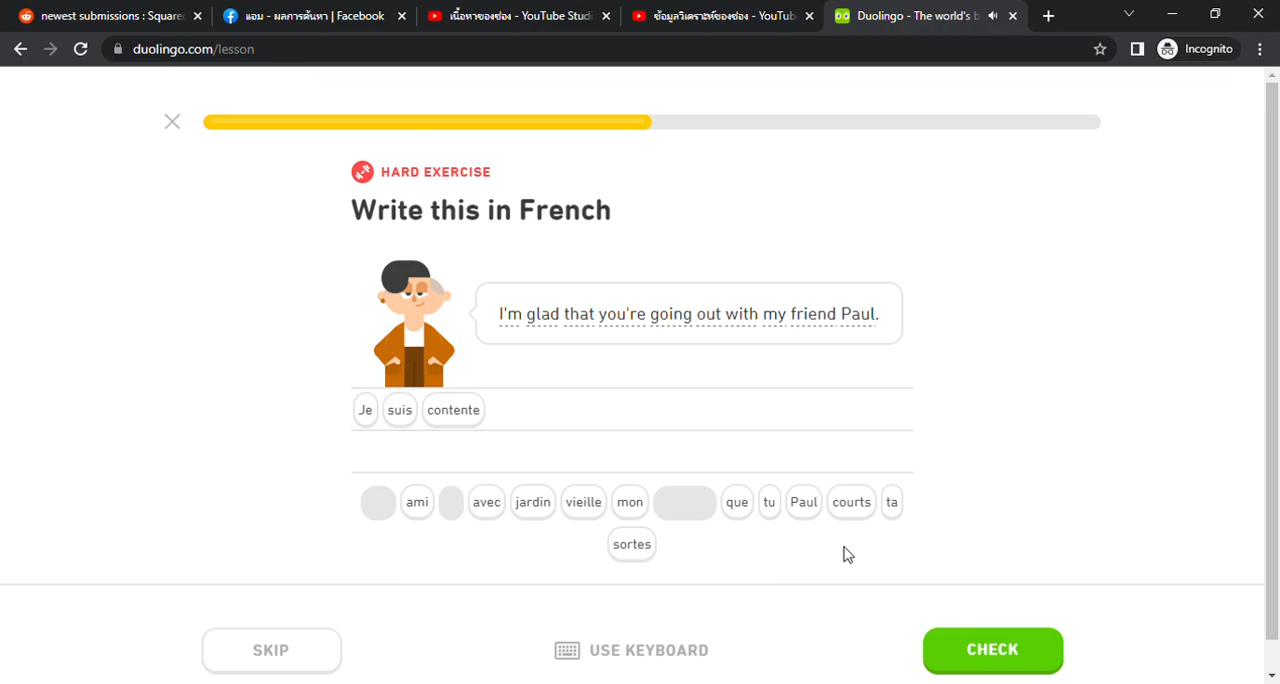 newest submissions : Square
แอม - ผลการค้นหา | Facebook
เนื้อหาของช่อง - YouTube Studi
ข้อมูลวิเคราะห์ของช่อง - YouTub
Duolingo - The world's b
duolingo.com/lesson
Incognito
HARD EXERCISE
Write this in French
I'm glad that you're going out with my friend Paul.
Je suis contente
ami avec jardin vieille mon que tu Paul courts ta
sortes
SKIP
USE KEYBOARD
CHECK